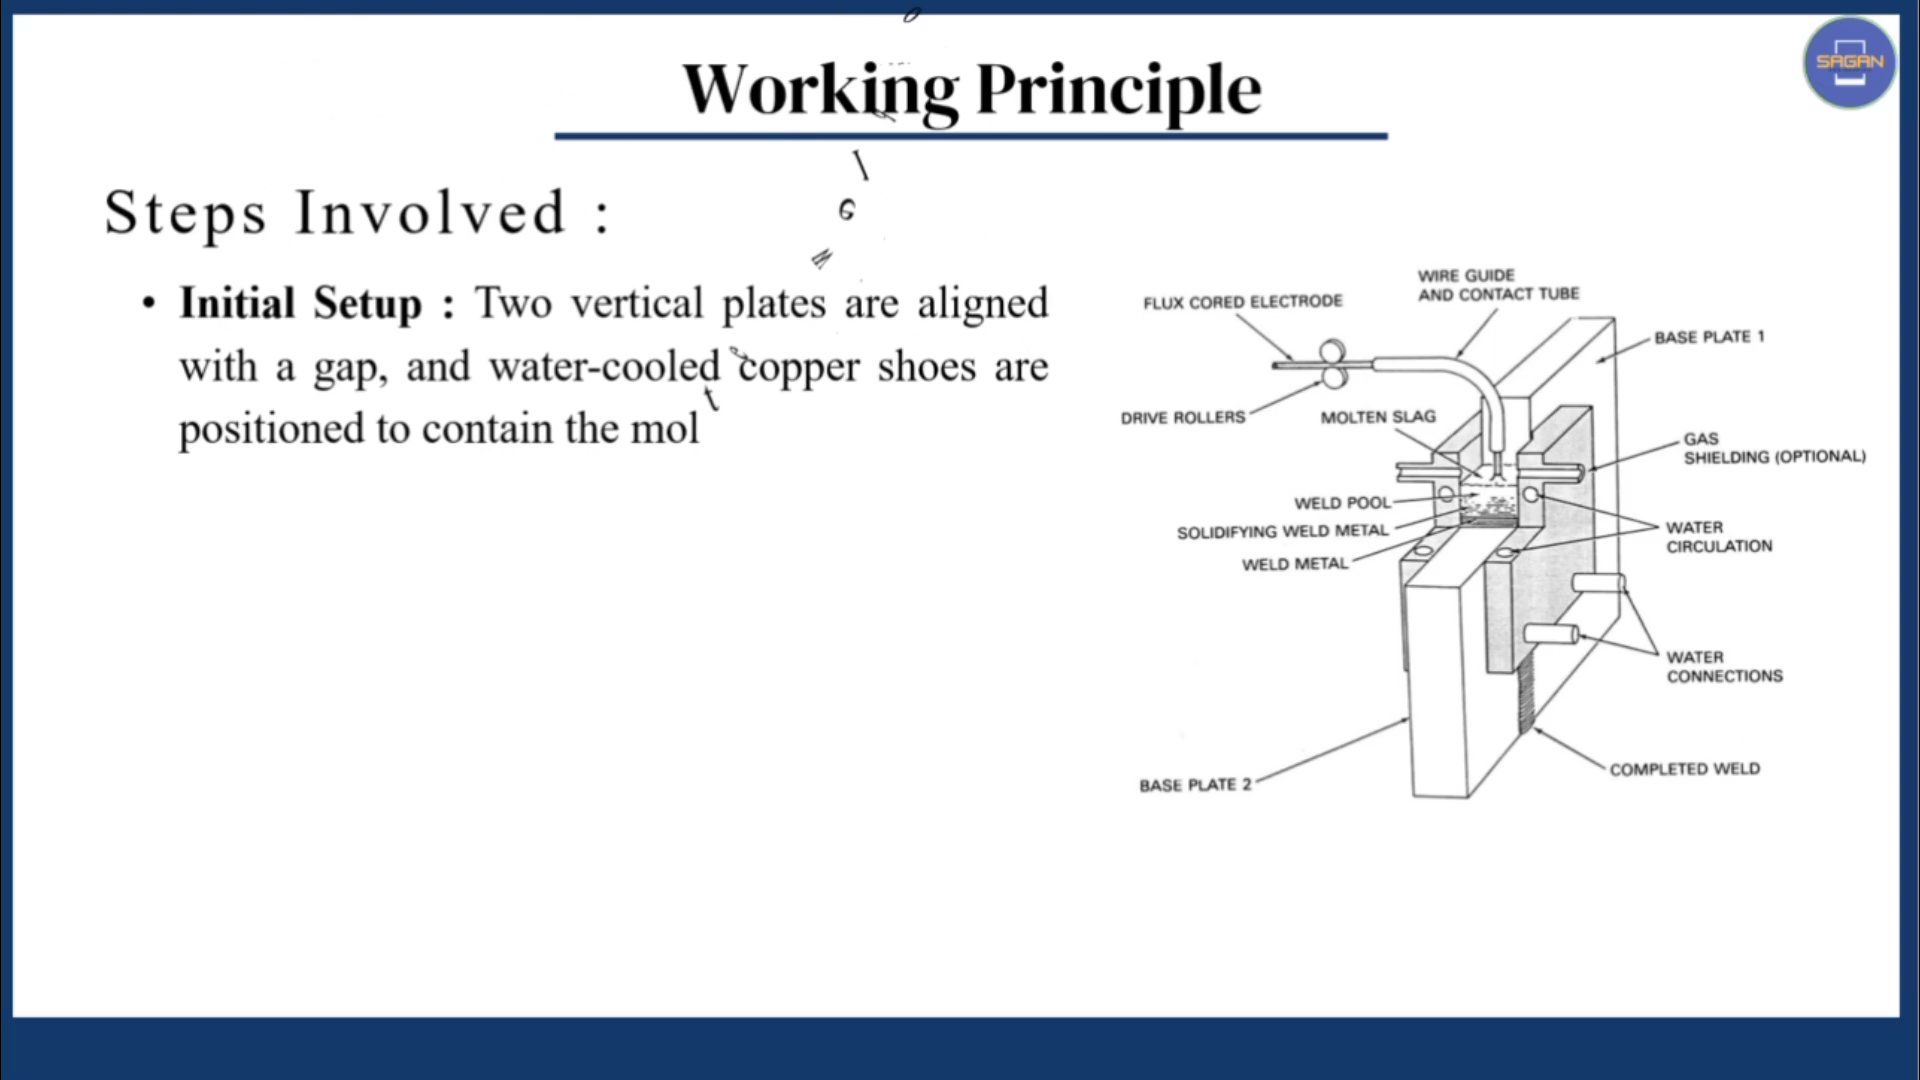 Working Principle
SAGAN
Steps Involved :
• Initial Setup : Two vertical plates are aligned
with a gap, and water-cooled copper shoes are
positioned to contain the mol
WIRE GUIDE
AND CONTACT TUBE
FLUX CORED ELECTRODE
BASE PLATE 1
DRIVE ROLLERS
MOLTEN SLAG
GAS
SHIELDING (OPTIONAL)
WELD POOL
SOLIDIFYING WELD METAL
WELD METAL
WATER
CIRCULATION
WATER
CONNECTIONS
BASE PLATE 2
COMPLETED WELD